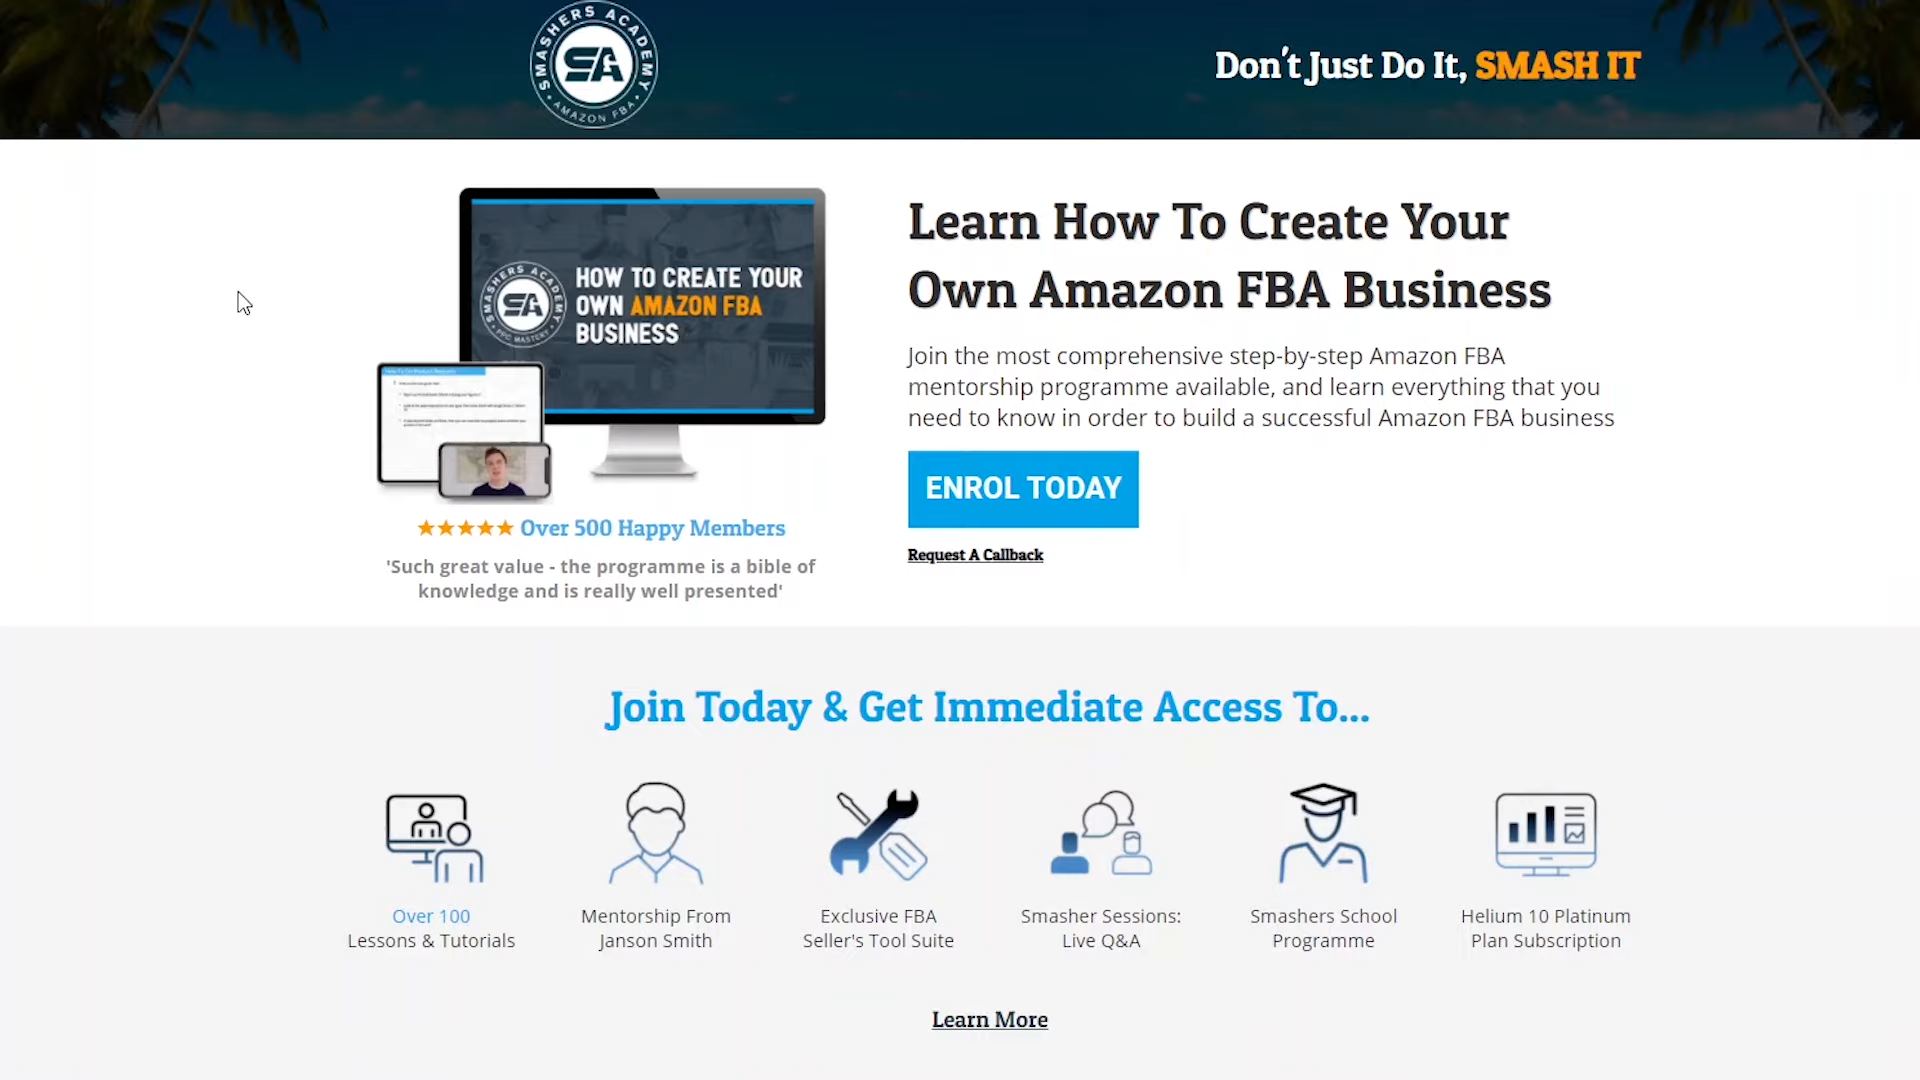 SMASHERS ACADEMY
SA
• AMAZON FBA •
Don't Just Do It, SMASH IT
SMASHERS ACADEMY
SA
• PPC MASTERY •
HOW TO CREATE YOUR
OWN AMAZON FBA
BUSINESS
Learn How To Create Your
Own Amazon FBA Business
Join the most comprehensive step-by-step Amazon FBA
mentorship programme available, and learn everything that you
need to know in order to build a successful Amazon FBA business
ENROL TODAY
Request A Callback
★★★★★ Over 500 Happy Members
'Such great value - the programme is a bible of
knowledge and is really well presented'
Join Today & Get Immediate Access To...
Over 100
Lessons & Tutorials
Mentorship From
Janson Smith
Exclusive FBA
Seller's Tool Suite
Smasher Sessions:
Live Q&A
Smashers School
Programme
Helium 10 Platinum
Plan Subscription
Learn More